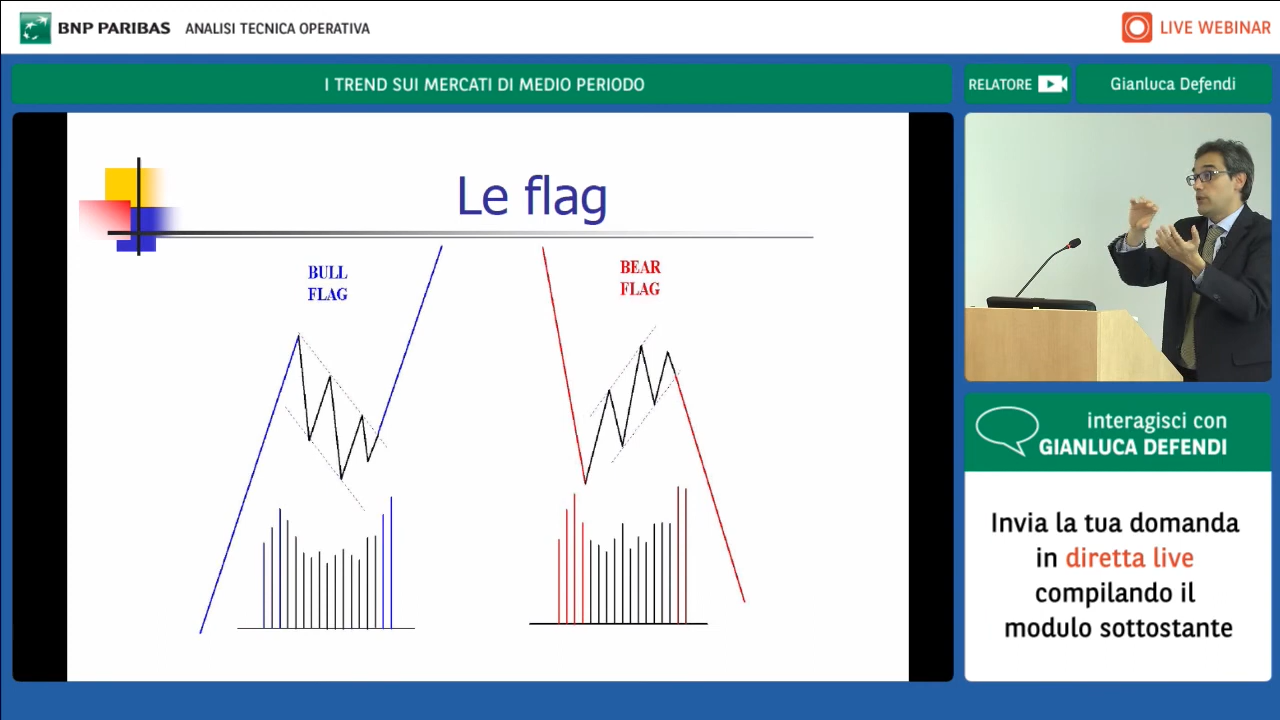 BNP PARIBAS ANALISI TECNICA OPERATIVA
LIVE WEBINAR
I TREND SUI MERCATI DI MEDIO PERIODO
RELATORE
Gianluca Defendi
Le flag
BULL
FLAG
BEAR
FLAG
interagisci con
GIANLUCA DEFENDI
Invia la tua domanda
in diretta live
compilando il
modulo sottostante